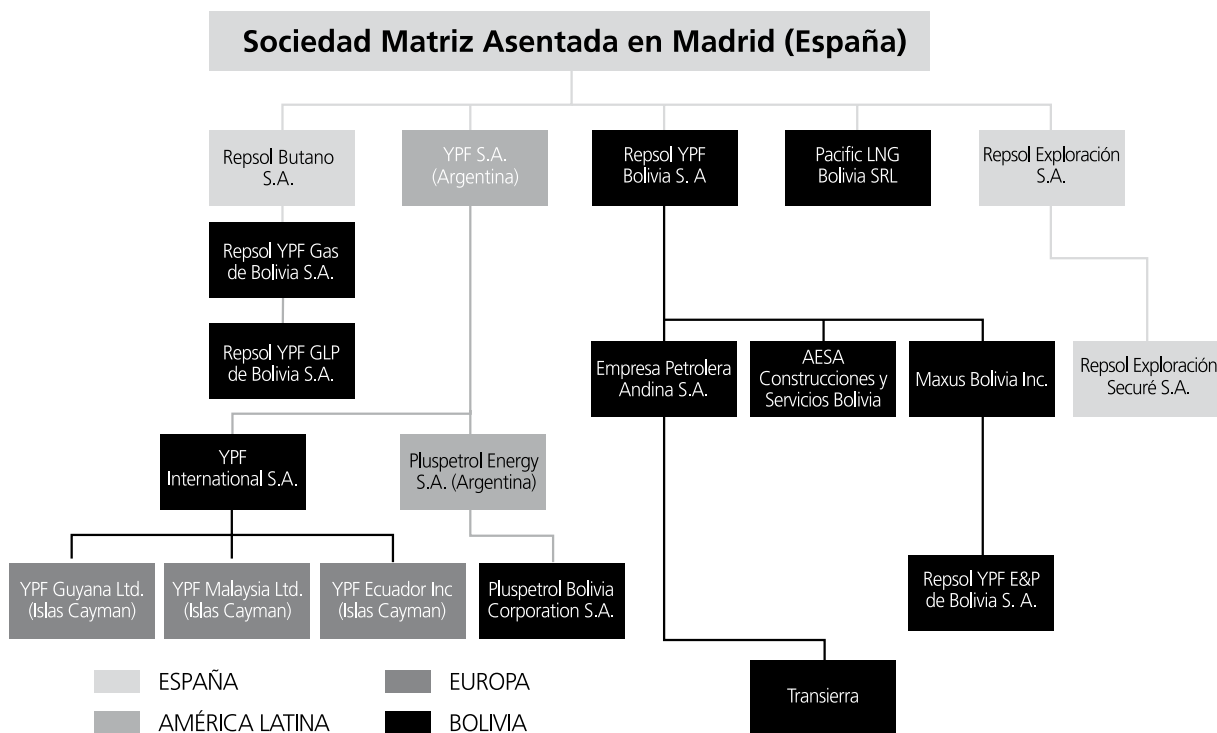 Sociedad Matriz Asentada en Madrid (España)
Repsol Butano
S.A.
YPF S.A.
(Argentina)
Repsol YPF
Bolivia S. A
Pacific LNG
Bolivia SRL
Repsol Exploración
S.A.
Repsol YPF Gas
de Bolivia S.A.
Repsol YPF GLP
de Bolivia S.A.
Empresa Petrolera
Andina S.A.
AESA
Construcciones y
Servicios Bolivia
Maxus Bolivia Inc.
Repsol Exploración
Securé S.A.
YPF
International S.A.
Pluspetrol Energy
S.A. (Argentina)
YPF Guyana Ltd.
(Islas Cayman)
YPF Malaysia Ltd.
(Islas Cayman)
YPF Ecuador Inc
(Islas Cayman)
Pluspetrol Bolivia
Corporation S.A.
Repsol YPF E&P
de Bolivia S. A.
Transierra
ESPAÑA
EUROPA
AMÉRICA LATINA
BOLIVIA